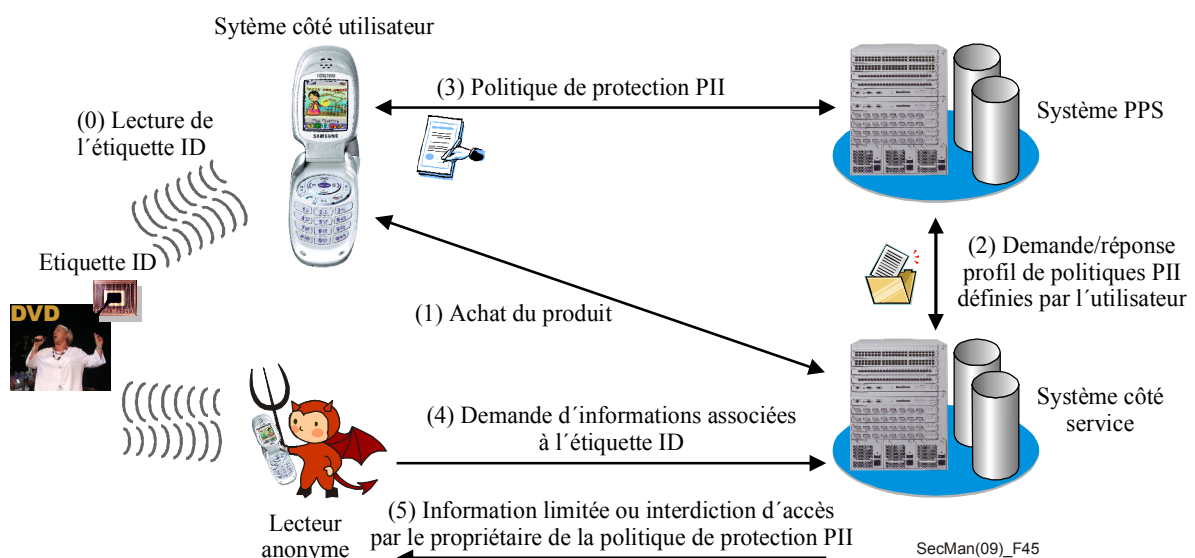 Sytème côté utilisateur
(3) Politique de protection PII
Système PPS
(0) Lecture de
l´étiquette ID
SAMSUNG
Etiquette ID
DVD
(2) Demande/réponse
profil de politiques PII
définies par l´utilisateur
(1) Achat du produit
(4) Demande d´informations associées
à l´étiquette ID
Système côté
service
Lecteur
anonyme
(5) Information limitée ou interdiction d´accès
par le propriétaire de la politique de protection PII
SecMan(09)_F45